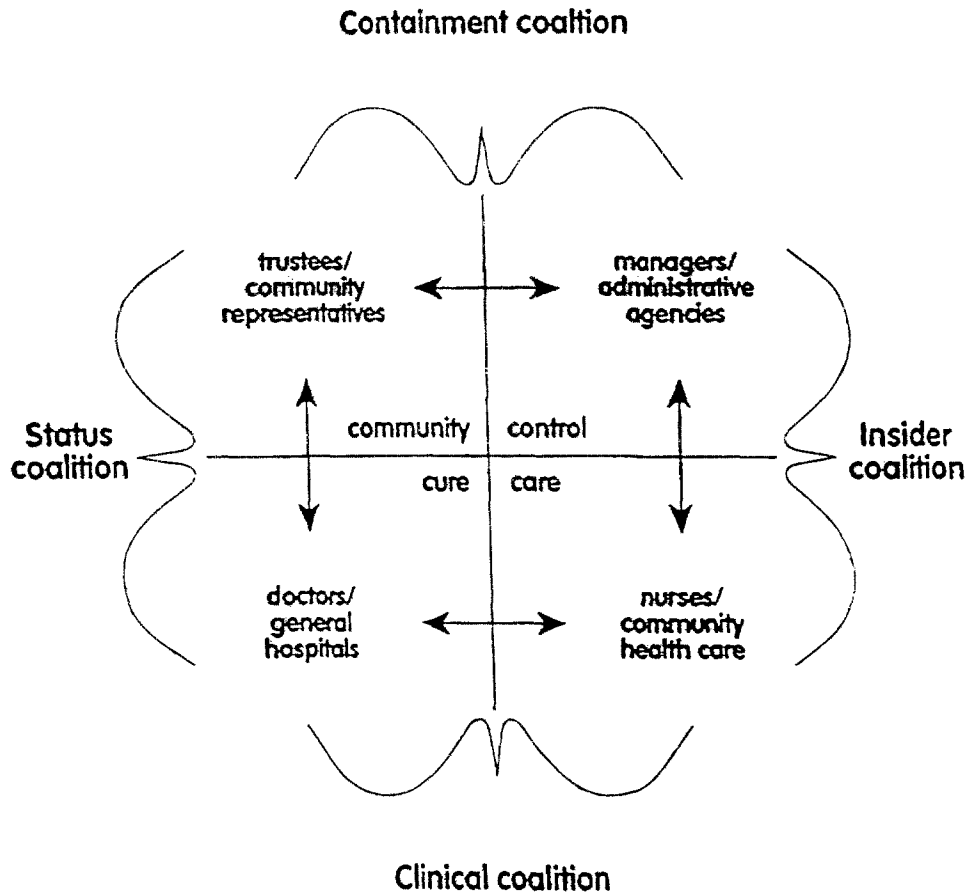 Containment coaltion
trustees/
community
representatives
managers/
administrative
agencies
Status
coalition
community
control
Insider
coalition
cure
care
doctors/
general
hospitals
nurses/
community
health care
Clinical coalition